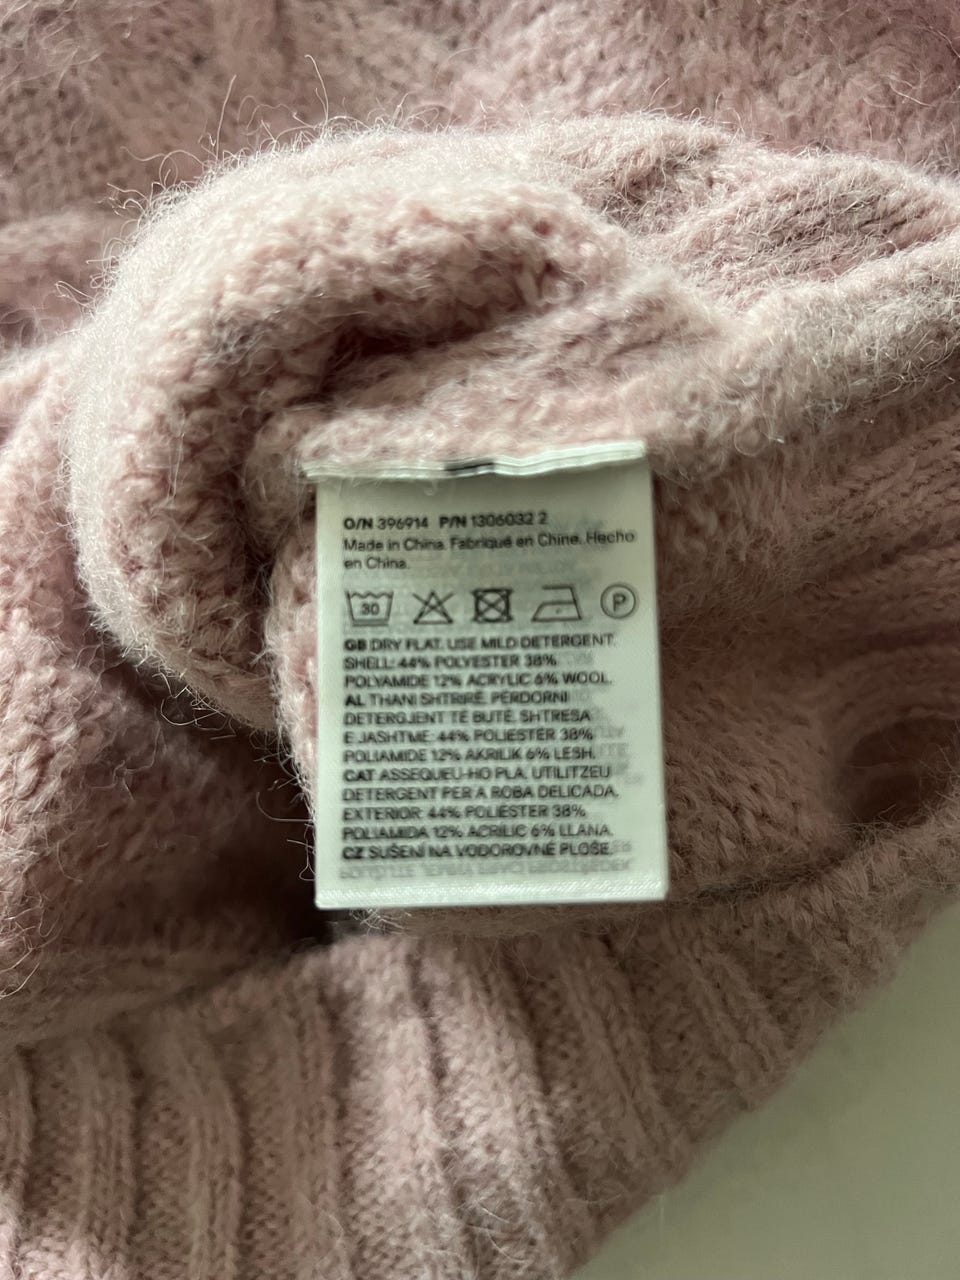 O/N 396914 P/N 1306032 2
Made in China. Fabriqué en Chine. Hecho
en China.
30 P
GB DRY FLAT. USE MILD DETERGENT.
SHELL: 44% POLYESTER 38%
POLYAMIDE 12% ACRYLIC 6% WOOL.
AL THANI SHTRIRË. PËRDORNI
DETERGJENT TË BUTË. SHTRESA
E JASHTME: 44% POLIESTER 38%
POLIAMIDE 12% AKRILIK 6% LESH.
CAT ASSEQUEU-HO PLA. UTILITZEU
DETERGENT PER A ROBA DELICADA.
EXTERIOR: 44% POLIÈSTER 38%
POLIAMIDA 12% ACRÍLIC 6% LLANA.
CZ SUŠENÍ NA VODOROVNÉ PLOŠE.